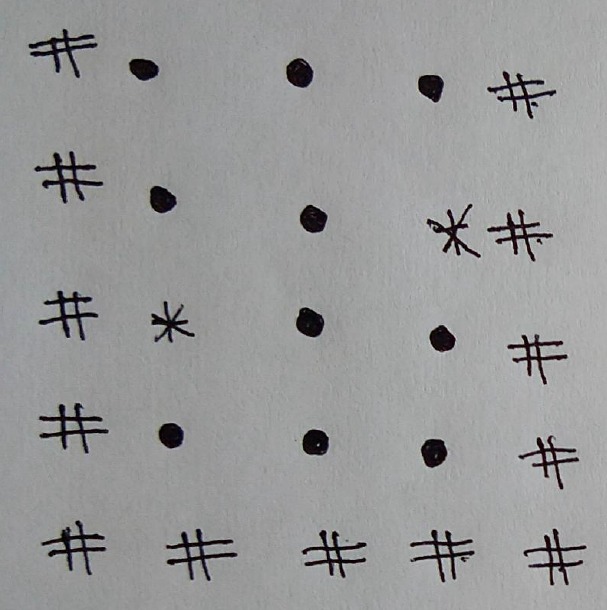 # • • • #
# • • * #
# * • • #
# • • • #
# # # # #